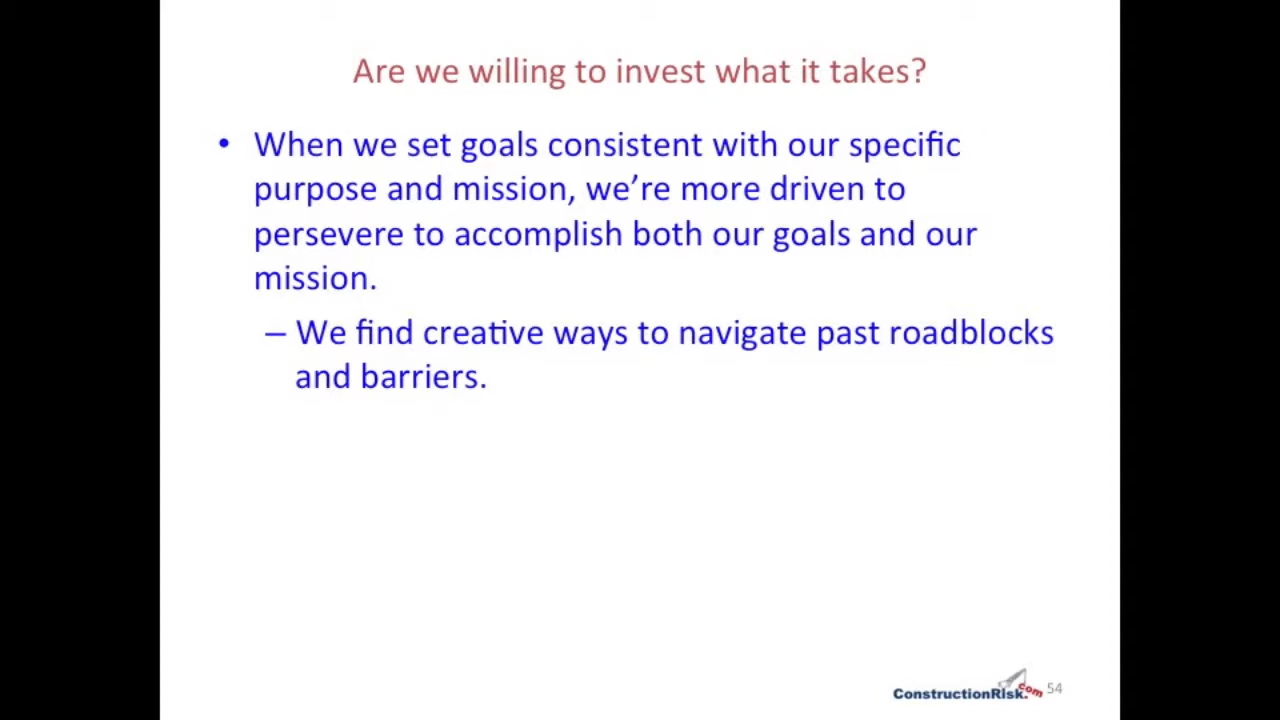 Are we willing to invest what it takes?
• When we set goals consistent with our specific
purpose and mission, we’re more driven to
persevere to accomplish both our goals and our
mission.
– We find creative ways to navigate past roadblocks
and barriers.
ConstructionRisk.com 54